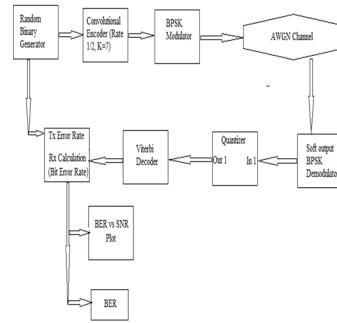 Random
Binary
Generator
Convolutional
Encoder (Rate
1/2, K=7)
BPSK
Modulator
AWGN Channel
Tx Error Rate
Rx Calculation
(Bit Error Rate)
Viterbi
Decoder
Quantizer
Out 1 In 1
Soft output
BPSK
Demodulator
BER vs SNR
Plot
BER